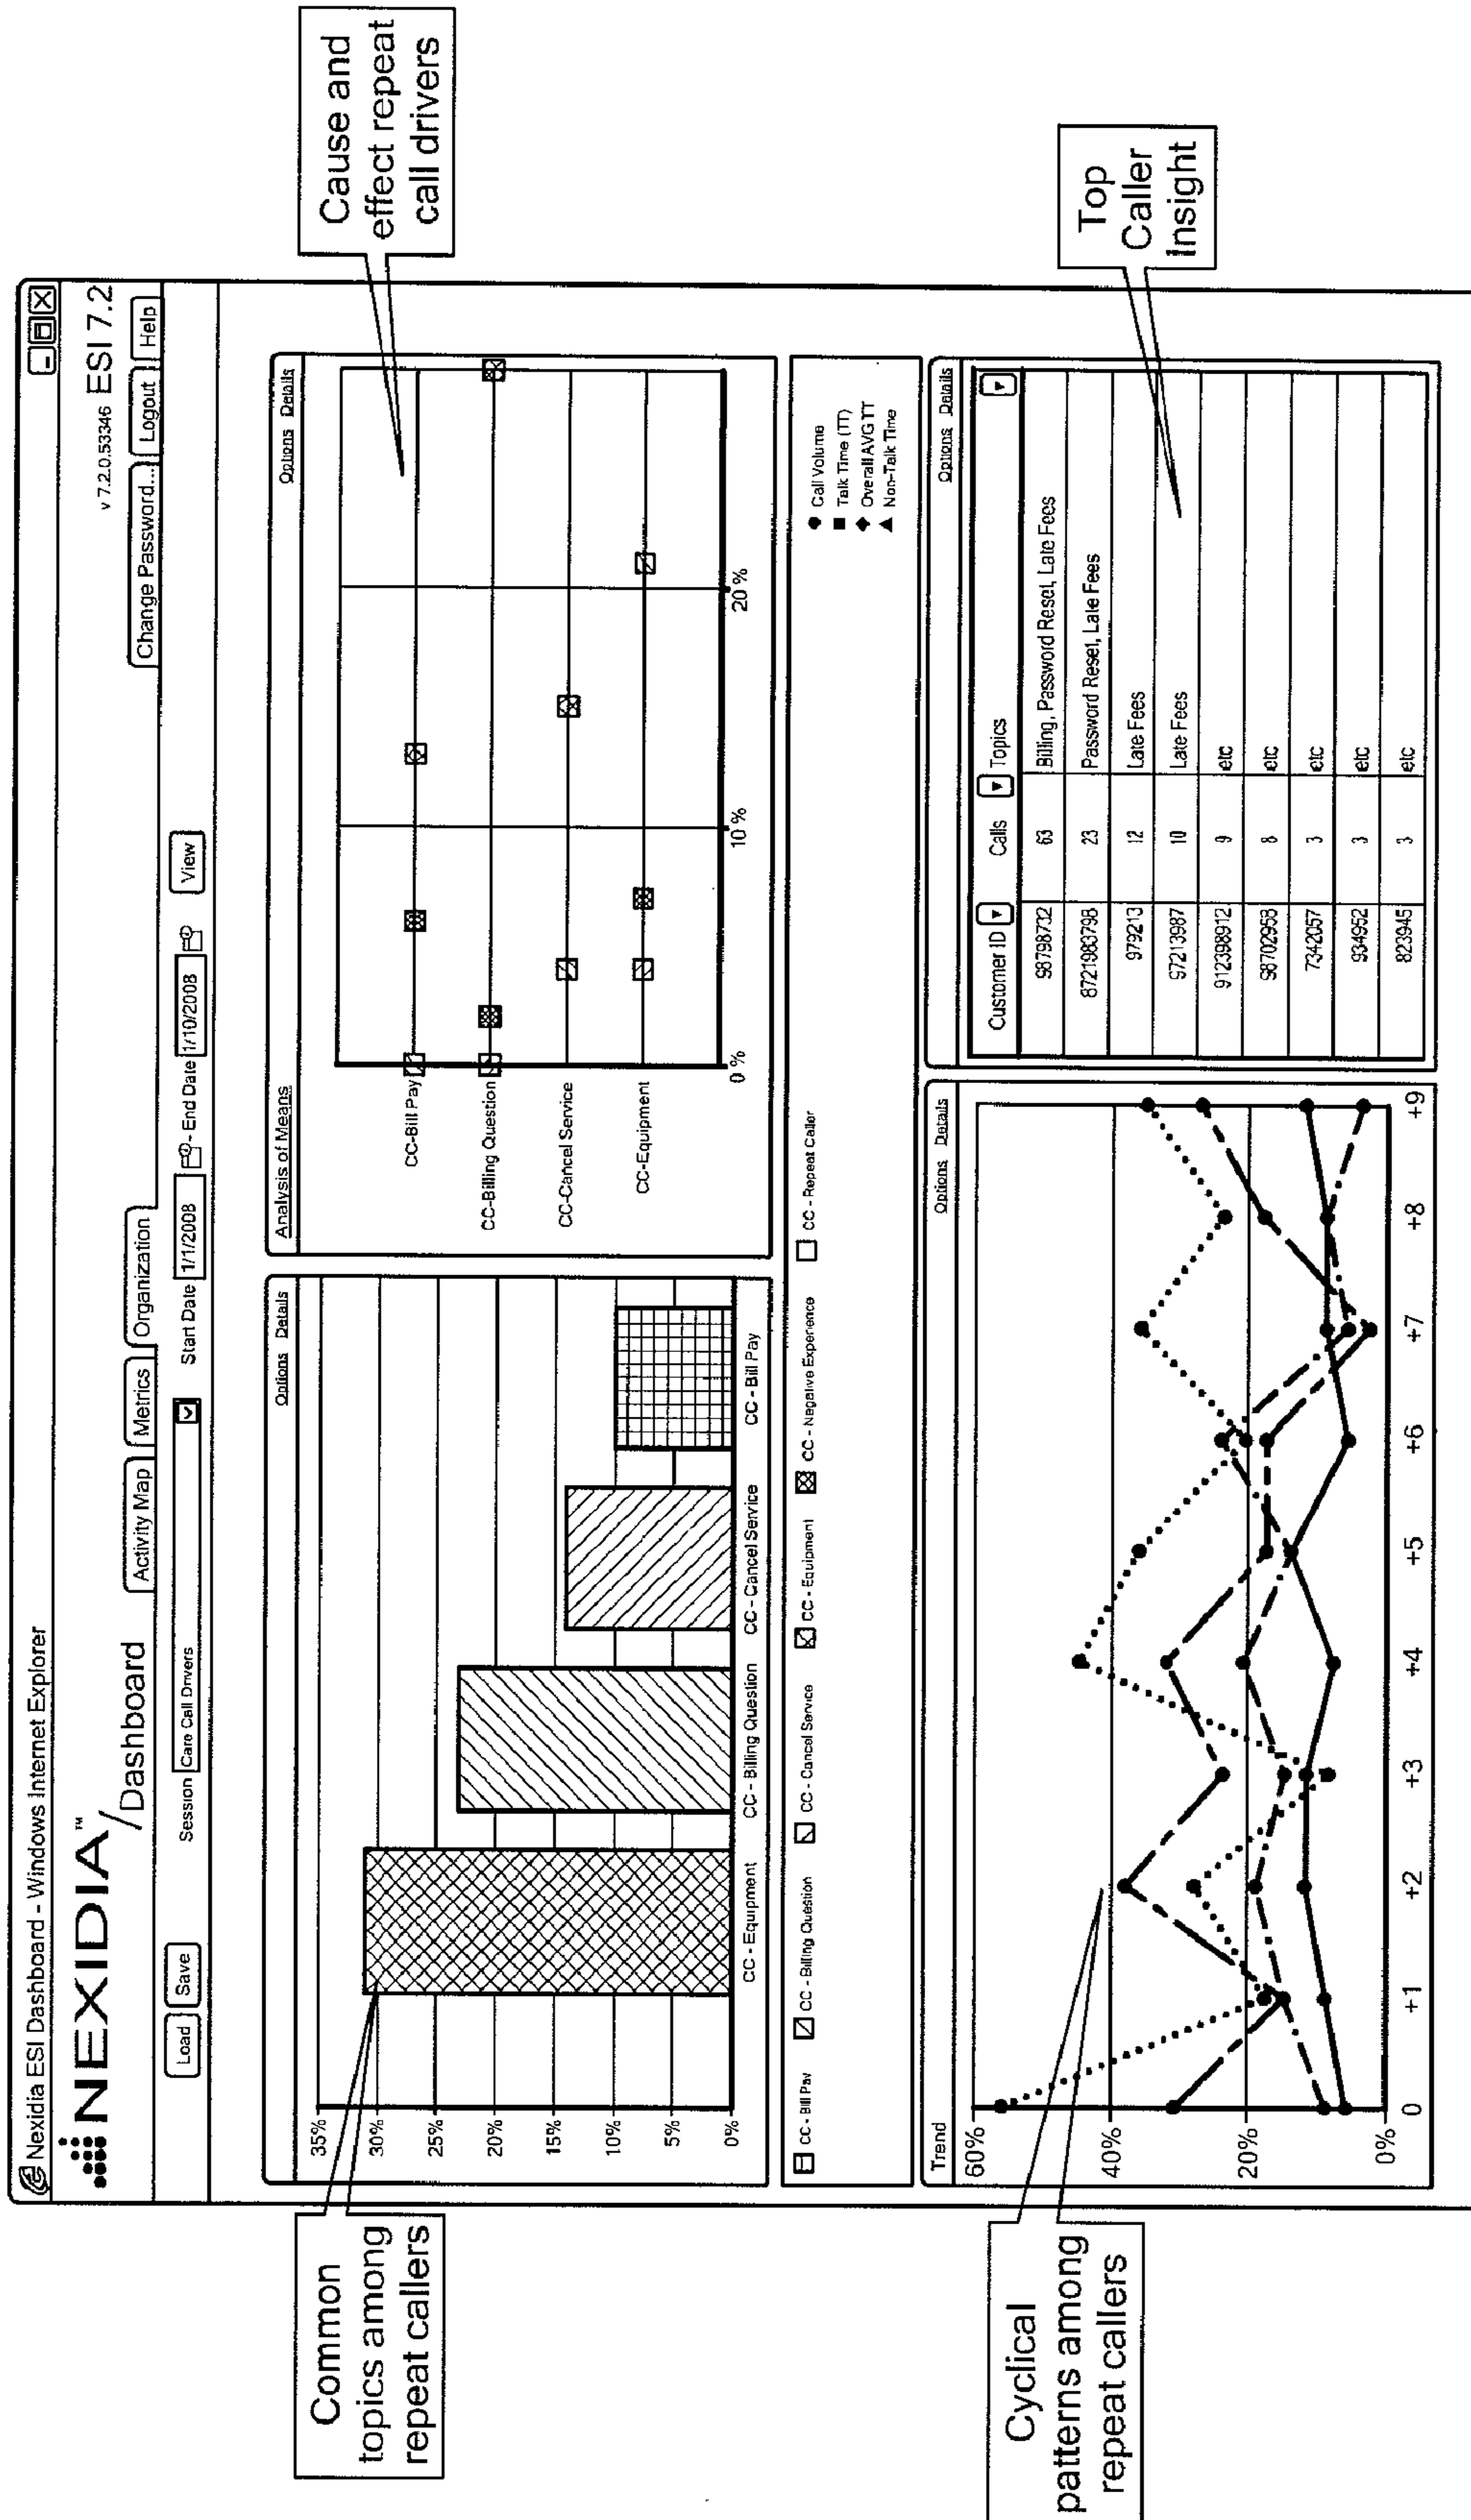 Nexidia ESI Dashboard - Windows Internet Explorer
NEXIDIA™
/Dashboard
v 7.2.0.53346 ESI 7.2
Activity Map Metrics Organization
Change Password... Logout Help
Load Save
Session Care Call Drivers
Start Date 1/1/2008 - End Date 1/10/2008 View
Common
topics among
repeat callers
Options Details
35%
30%
25%
20%
15%
10%
5%
0%
CC - Equipment CC - Billing Question CC - Cancel Service CC - Bill Pay
Analysis of Means
Options Details
CC-Bill Pay
CC-Billing Question
CC-Cancel Service
CC-Equipment
0 % 10 % 20 %
Cause and
effect repeat
call drivers
CC - Bill Pay CC - Billing Question CC - Cancel Service CC - Equipment CC - Negative Experience CC - Repeat Caller
Call Volume
Talk Time (TT)
Overall AVG TT
Non-Talk Time
Cyclical
patterns among
repeat callers
Trend
Options Details
60%
40%
20%
0%
0 +1 +2 +3 +4 +5 +6 +7 +8 +9
Options Details
Customer ID Calls Topics
98798732 63 Billing, Password Reset, Late Fees
8721983798 23 Password Reset, Late Fees
979213 12 Late Fees
97213987 10 Late Fees
912398912 9 etc
98702958 8 etc
7342057 3 etc
934952 3 etc
823945 3 etc
Top
Caller
Insight